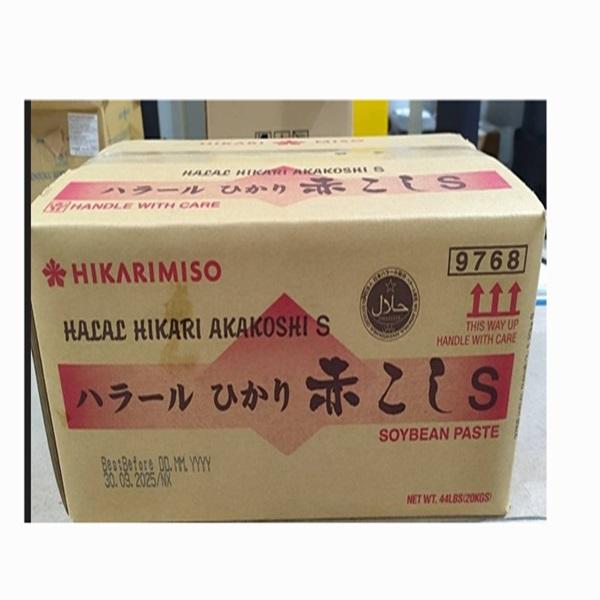 HIKARI MISO
HALAL HIKARI AKAKOSHI S
ハラール ひかり 赤こし S
HANDLE WITH CARE
HIKARIMISO
9768
حلال
THIS WAY UP
HANDLE WITH CARE
HALAL HIKARI AKAKOSHI S
ハラール ひかり 赤こし S
SOYBEAN PASTE
BestBefore DD.MM.YYYY
30.09.2025/NX
NET WT. 44LBS(20KGS)